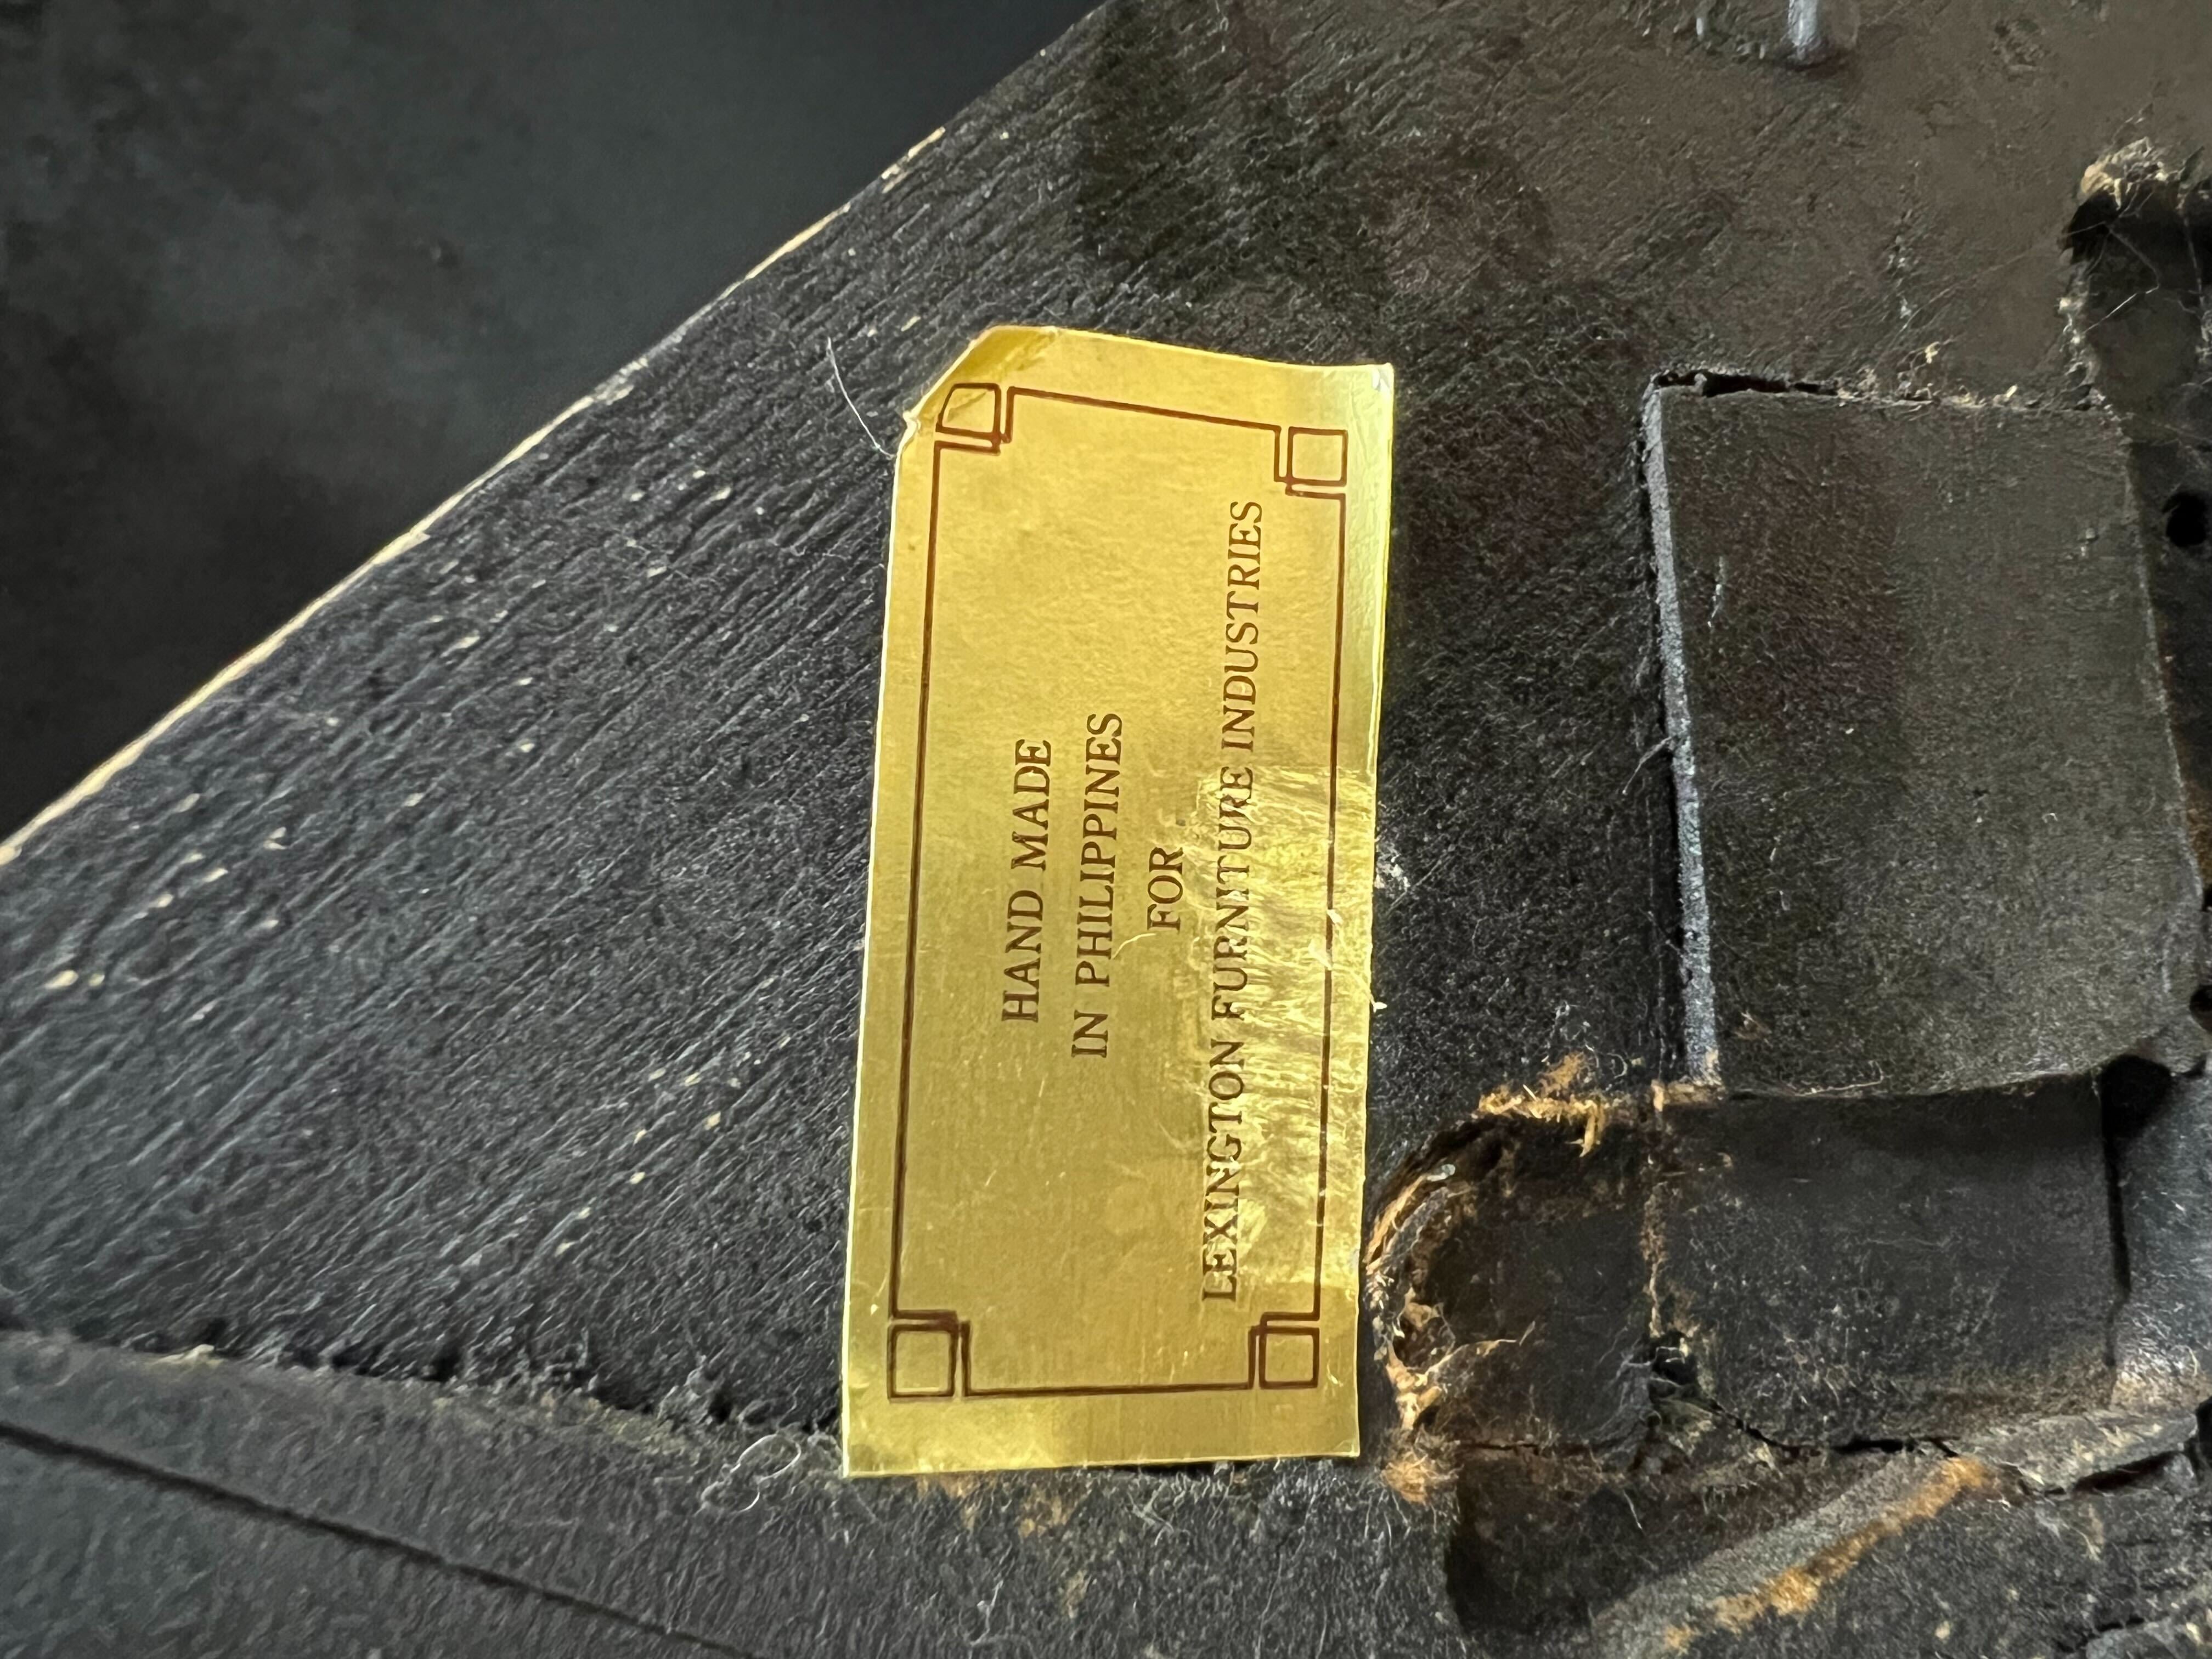 HAND MADE
IN PHILIPPINES
FOR
LEXINGTON FURNITURE INDUSTRIES